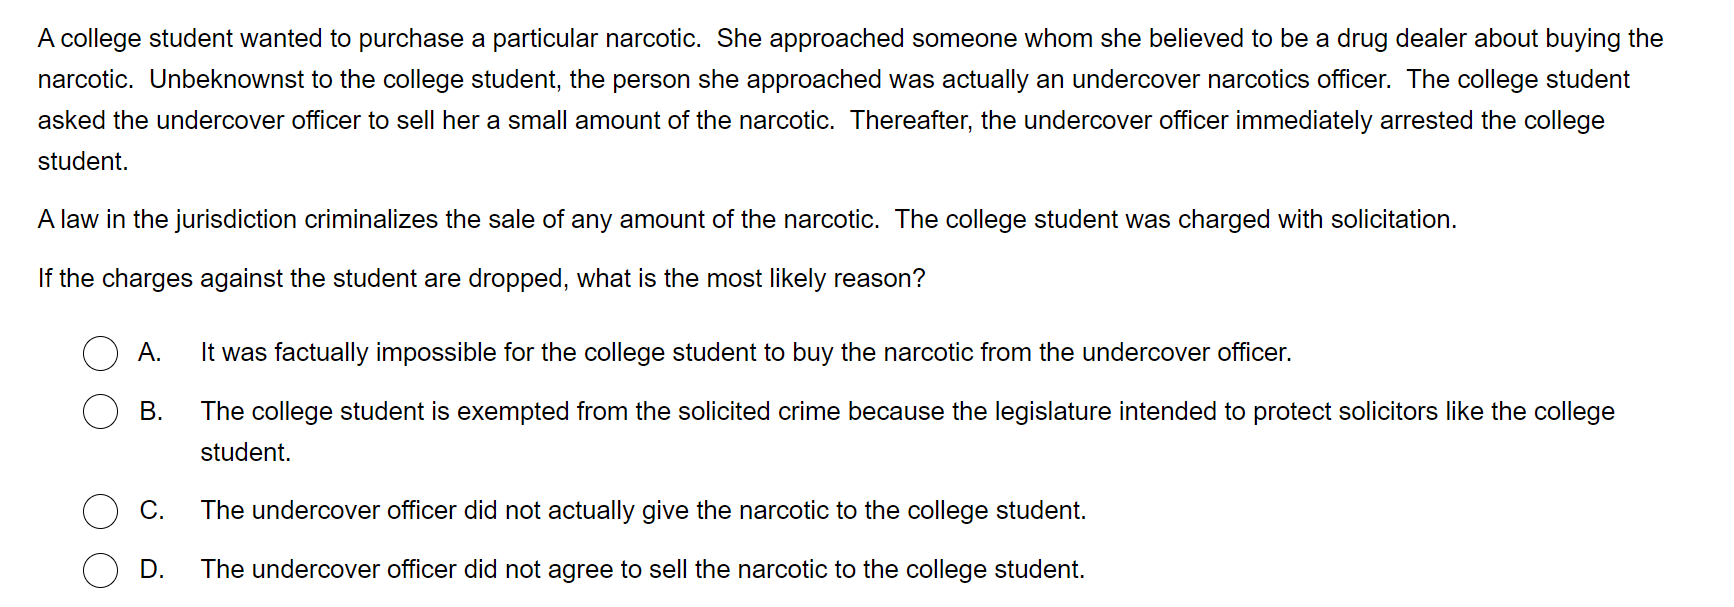 A college student wanted to purchase a particular narcotic.  She approached someone whom she believed to be a drug dealer about buying the
narcotic.  Unbeknownst to the college student, the person she approached was actually an undercover narcotics officer.  The college student
asked the undercover officer to sell her a small amount of the narcotic.  Thereafter, the undercover officer immediately arrested the college
student.
A law in the jurisdiction criminalizes the sale of any amount of the narcotic.  The college student was charged with solicitation.
If the charges against the student are dropped, what is the most likely reason?
A. It was factually impossible for the college student to buy the narcotic from the undercover officer.
B. The college student is exempted from the solicited crime because the legislature intended to protect solicitors like the college
student.
C. The undercover officer did not actually give the narcotic to the college student.
D. The undercover officer did not agree to sell the narcotic to the college student.